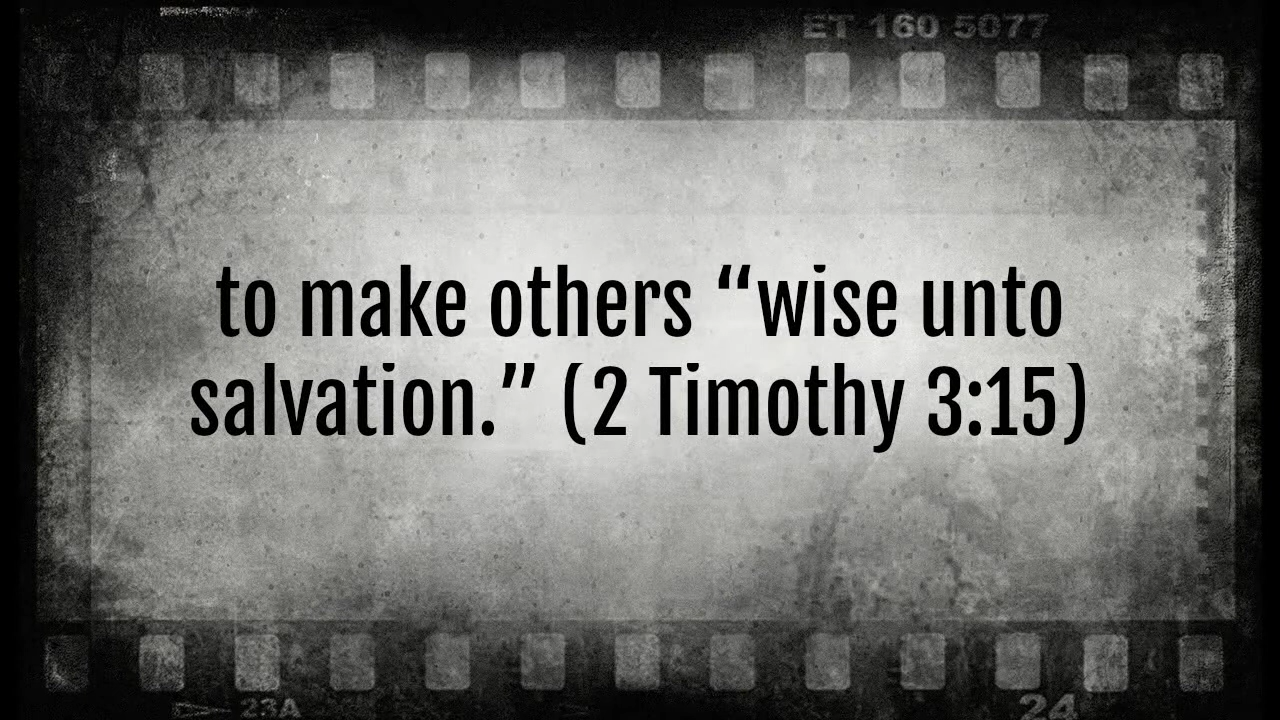 ET 160 5077
to make others “wise unto
salvation.” (2 Timothy 3:15)
23A
24